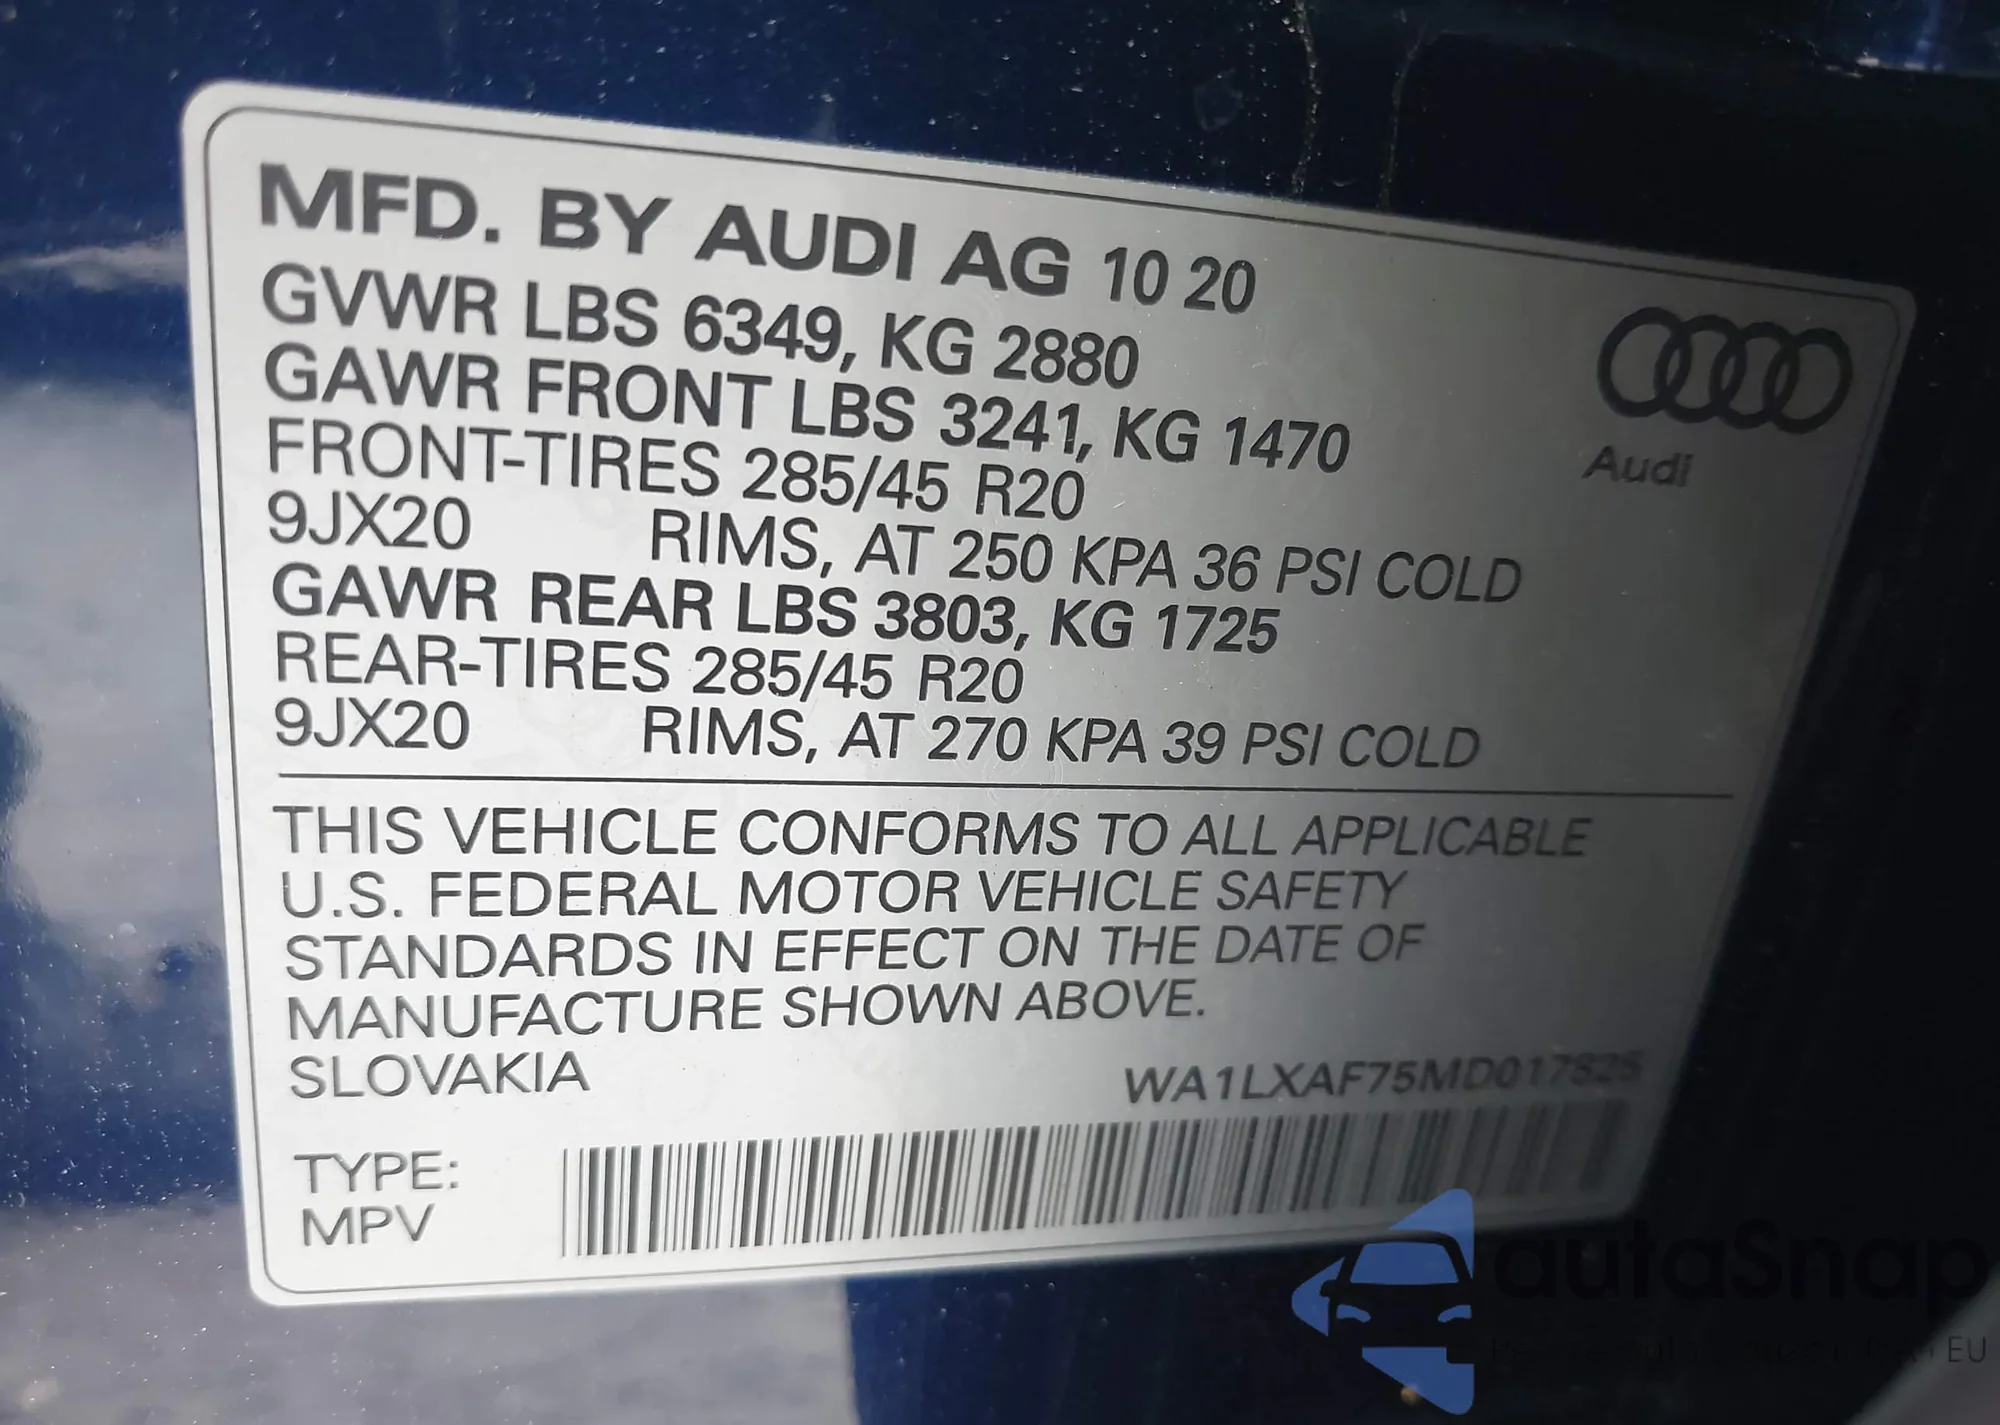 MFD. BY AUDI AG 10 20
GVWR LBS 6349, KG 2880
GAWR FRONT LBS 3241, KG 1470
FRONT-TIRES 285/45 R20
9JX20 RIMS, AT 250 KPA 36 PSI COLD
GAWR REAR LBS 3803, KG 1725
REAR-TIRES 285/45 R20
9JX20 RIMS, AT 270 KPA 39 PSI COLD
Audi
THIS VEHICLE CONFORMS TO ALL APPLICABLE
U.S. FEDERAL MOTOR VEHICLE SAFETY
STANDARDS IN EFFECT ON THE DATE OF
MANUFACTURE SHOWN ABOVE.
SLOVAKIA WA1LXAF75MD017825
TYPE:
MPV
autaSnap
EU